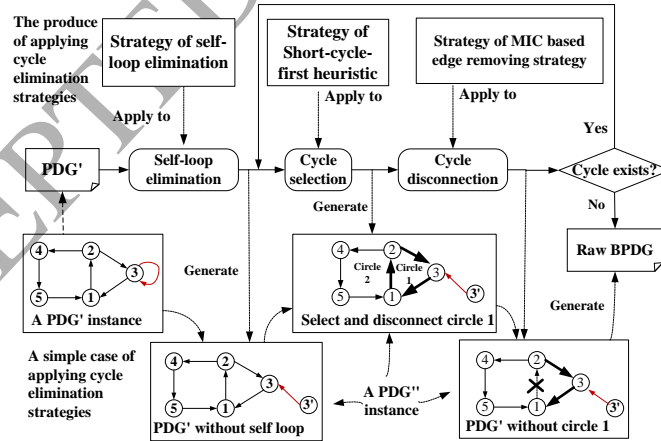 The produce
of applying
cycle
elimination
strategies
Strategy of self-
loop elimination
Strategy of
Short-cycle-
first heuristic
Strategy of MIC based
edge removing strategy
Apply to
Apply to
Apply to
Yes
PDG'
Self-loop
elimination
Cycle
selection
Cycle
disconnection
Cycle exists?
Generate
No
Raw BPDG
4
2
3
5
1
A PDG' instance
Generate
4
2
Circle
2
Circle
1
3
5
1
3'
Select and disconnect circle 1
Generate
A simple case of
applying cycle
elimination
strategies
4
2
3
5
1
3'
PDG' without self loop
A PDG''
instance
4
2
3
5
1
3'
PDG' without circle 1